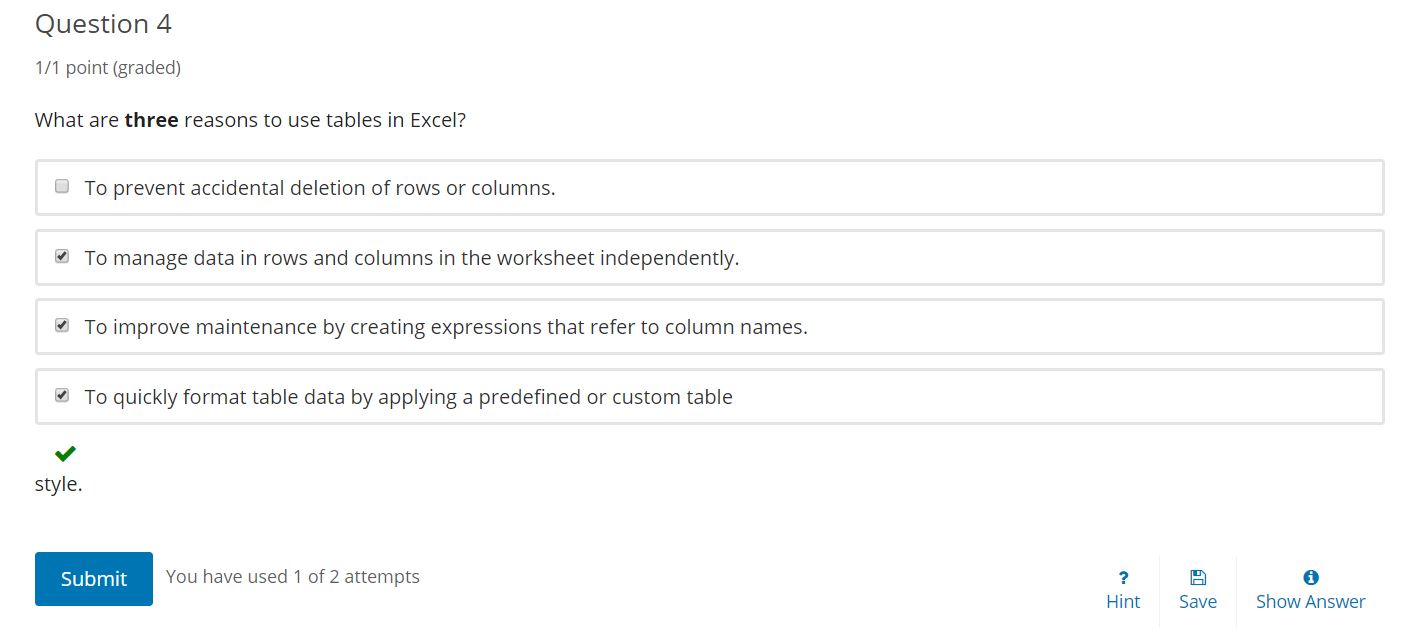 Question 4
1/1 point (graded)
What are three reasons to use tables in Excel?
To prevent accidental deletion of rows or columns.
To manage data in rows and columns in the worksheet independently.
To improve maintenance by creating expressions that refer to column names.
To quickly format table data by applying a predefined or custom table
style.
Submit
You have used 1 of 2 attempts
? Hint
Save
Show Answer